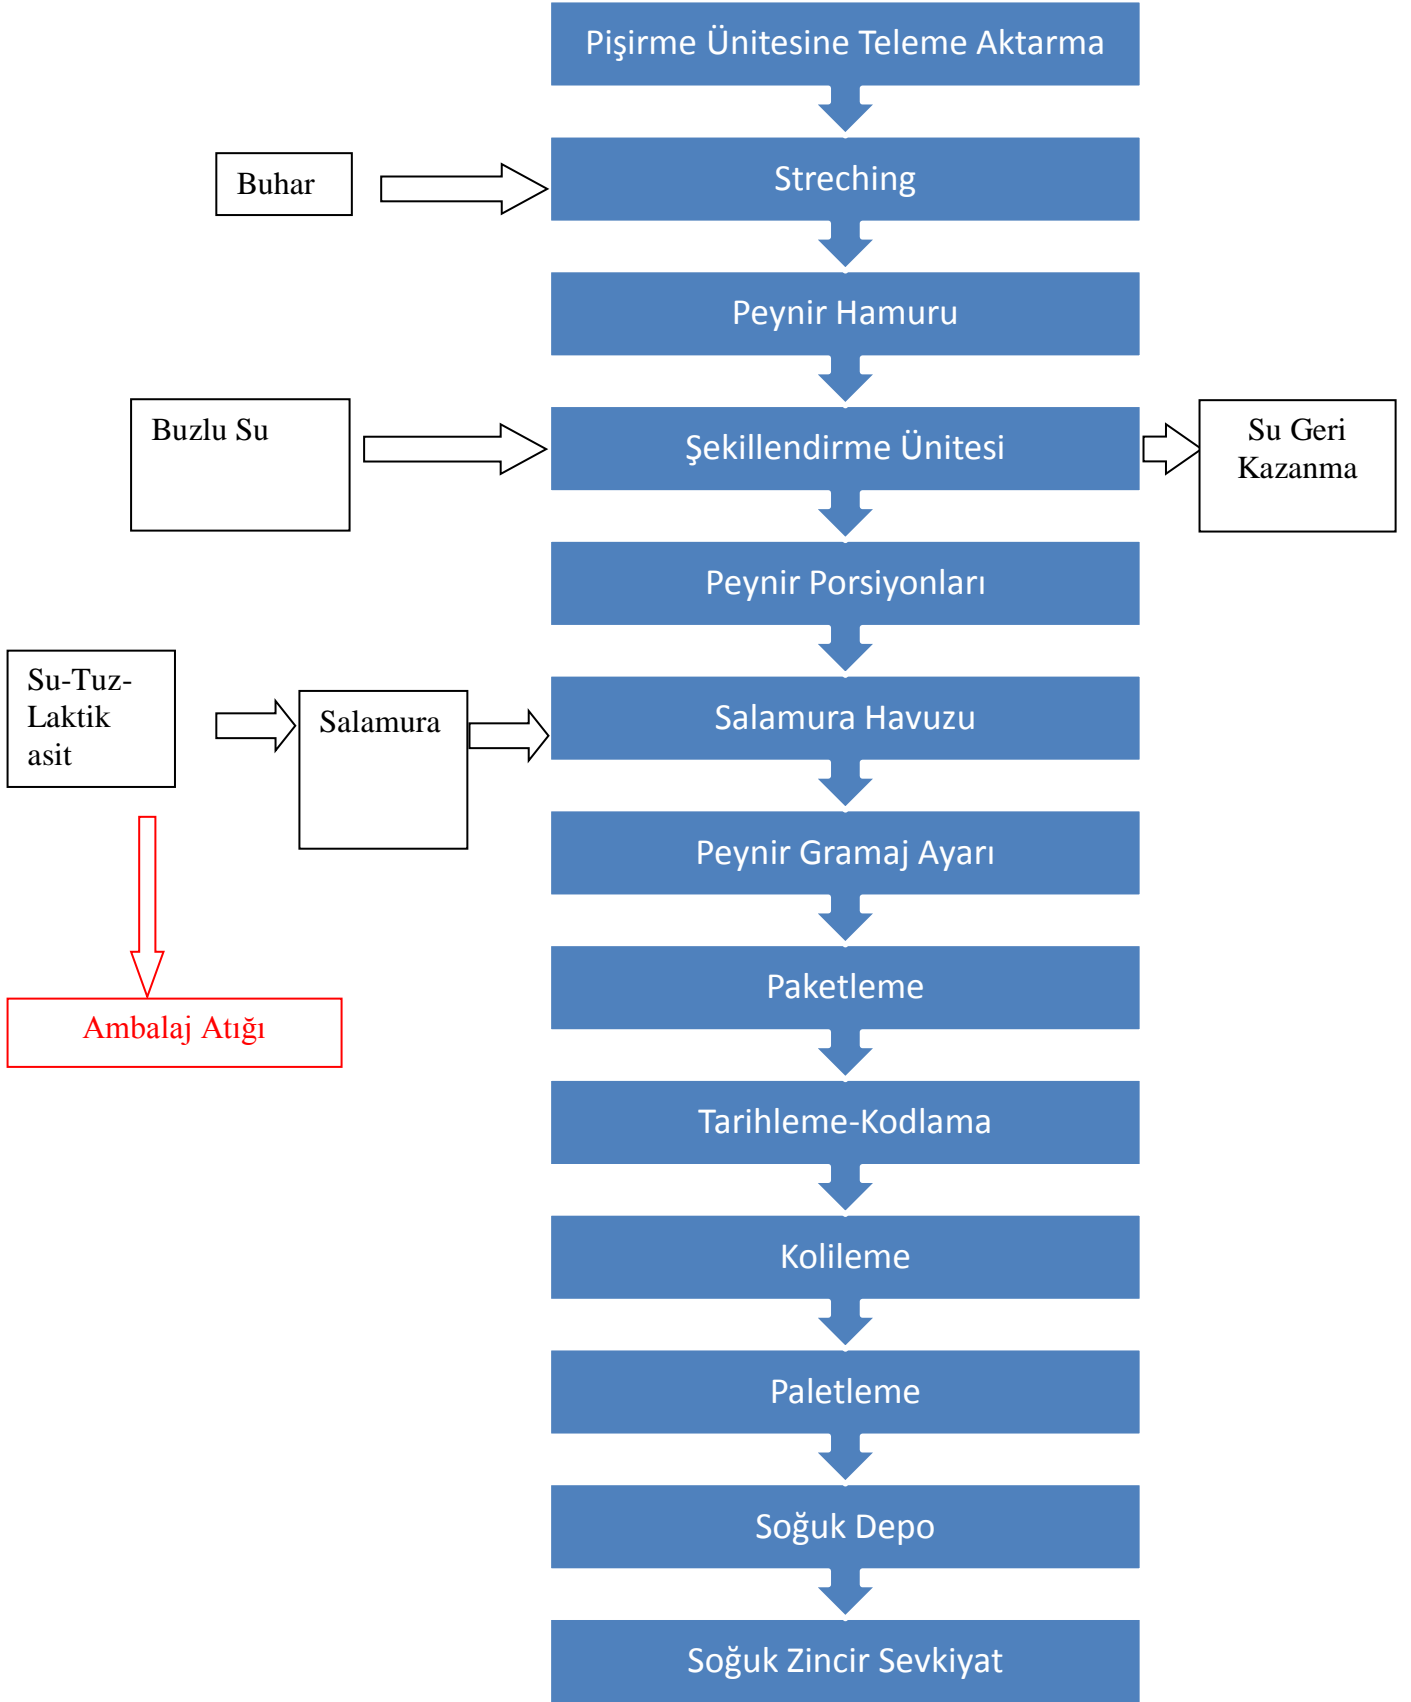 Pişirme Ünitesine Teleme Aktarma
Buhar
Streching
Peynir Hamuru
Buzlu Su
Şekillendirme Ünitesi
Su Geri
Kazanma
Peynir Porsiyonları
Su-Tuz-
Laktik
asit
Salamura
Salamura Havuzu
Peynir Gramaj Ayarı
Paketleme
Ambalaj Atığı
Tarihleme-Kodlama
Kolileme
Paletleme
Soğuk Depo
Soğuk Zincir Sevkiyat